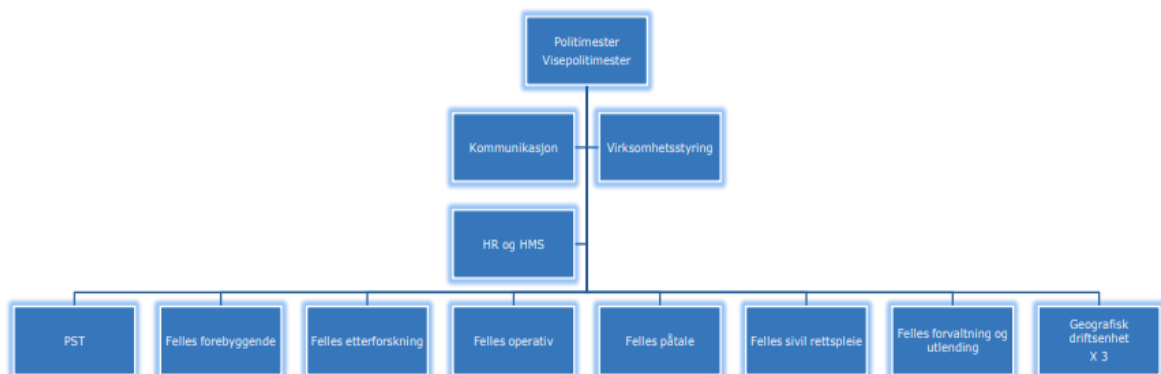 Politimester
Visepolitimester
Kommunikasjon
Virksomhetsstyring
HR og HMS
PST
Felles forebyggende
Felles etterforskning
Felles operativ
Felles påtale
Felles sivil rettspleie
Felles forvaltning og
utlending
Geografisk
driftsenhet
X 3